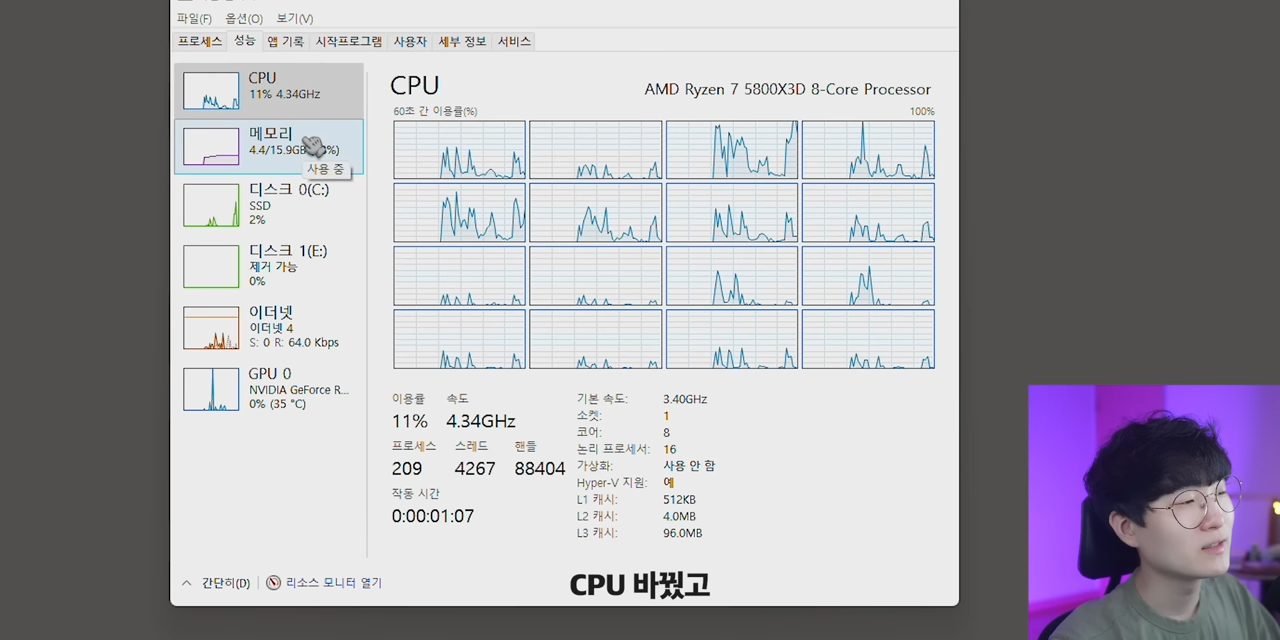 파일(F) 옵션(O) 보기(V)
프로세스 성능 앱 기록 시작프로그램 사용자 세부 정보 서비스
CPU
11% 4.34GHz
메모리
4.4/15.9GB
사용 중
디스크 0(C:)
SSD
2%
디스크 1(E:)
제거 가능
0%
이더넷
이더넷 4
S: 0 R: 64.0 Kbps
GPU 0
NVIDIA GeForce R...
0% (35 °C)
CPU
AMD Ryzen 7 5800X3D 8-Core Processor
60초 간 이용률(%)
100%
이용률 속도
11% 4.34GHz
프로세스 스레드 핸들
209 4267 88404
작동 시간
0:00:01:07
기본 속도: 3.40GHz
소켓: 1
코어: 8
논리 프로세서: 16
가상화: 사용 안 함
Hyper-V 지원: 예
L1 캐시: 512KB
L2 캐시: 4.0MB
L3 캐시: 96.0MB
간단히(D)
리소스 모니터 열기
CPU 바꿨고